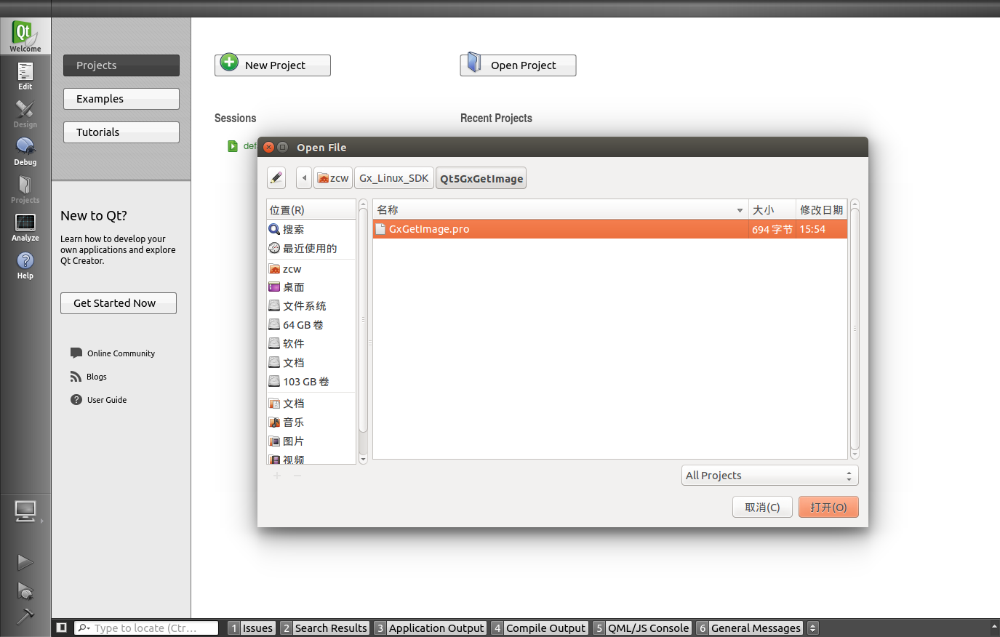 Qt
Welcome
Edit
Design
Debug
Projects
Analyze
Help
Projects
Examples
Tutorials
New to Qt?
Learn how to develop your
own applications and explore
Qt Creator.
Get Started Now
Online Community
Blogs
User Guide
New Project
Open Project
Sessions
Recent Projects
def
Open File
zcw
Gx_Linux_SDK
Qt5GxGetImage
位置(R)
搜索
最近使用的
zcw
桌面
文件系统
64 GB 卷
软件
文档
103 GB 卷
文档
音乐
图片
视频
名称 大小 修改日期
GxGetImage.pro 694 字节 15:54
All Projects
取消(C)
打开(O)
Type to locate (Ctr...
1 Issues
2 Search Results
3 Application Output
4 Compile Output
5 QML/JS Console
6 General Messages